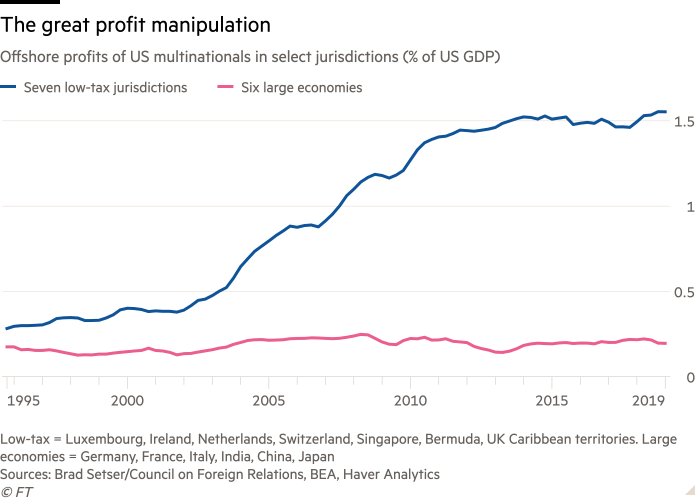 The great profit manipulation
Offshore profits of US multinationals in select jurisdictions (% of US GDP)
Seven low-tax jurisdictions Six large economies
1.5
1
0.5
0
1995 2000 2005 2010 2015 2019
Low-tax = Luxembourg, Ireland, Netherlands, Switzerland, Singapore, Bermuda, UK Caribbean territories. Large
economies = Germany, France, Italy, India, China, Japan
Sources: Brad Setser/Council on Foreign Relations, BEA, Haver Analytics
© FT